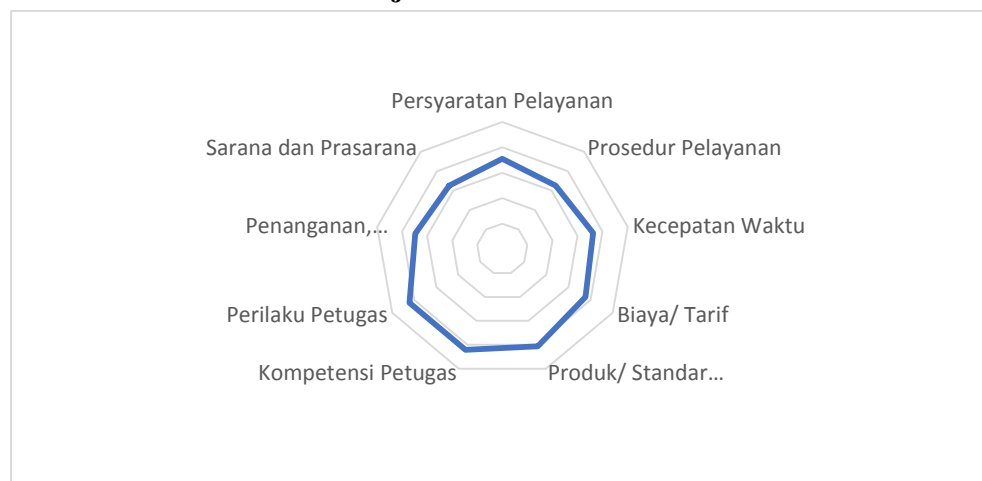 Persyaratan Pelayanan
Sarana dan Prasarana
Prosedur Pelayanan
Penanganan,...
Kecepatan Waktu
Perilaku Petugas
Biaya/ Tarif
Kompetensi Petugas
Produk/ Standar...